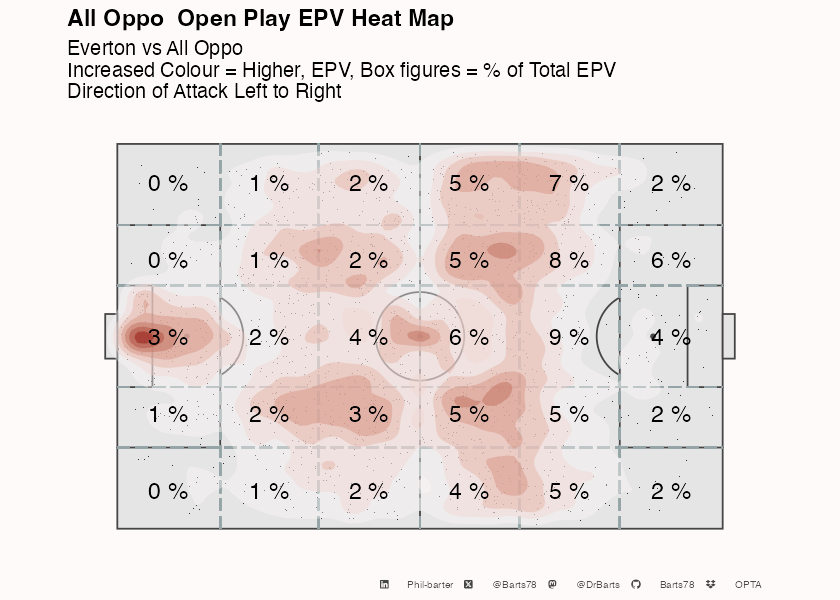 All Oppo  Open Play EPV Heat Map
Everton vs All Oppo
Increased Colour = Higher, EPV, Box figures = % of Total EPV
Direction of Attack Left to Right
0 % 1 % 2 % 5 % 7 % 2 %
0 % 1 % 2 % 5 % 8 % 6 %
3 % 2 % 4 % 6 % 9 % 4 %
1 % 2 % 3 % 5 % 5 % 2 %
0 % 1 % 2 % 4 % 5 % 2 %
Phil-barter @Barts78 @DrBarts Barts78 OPTA